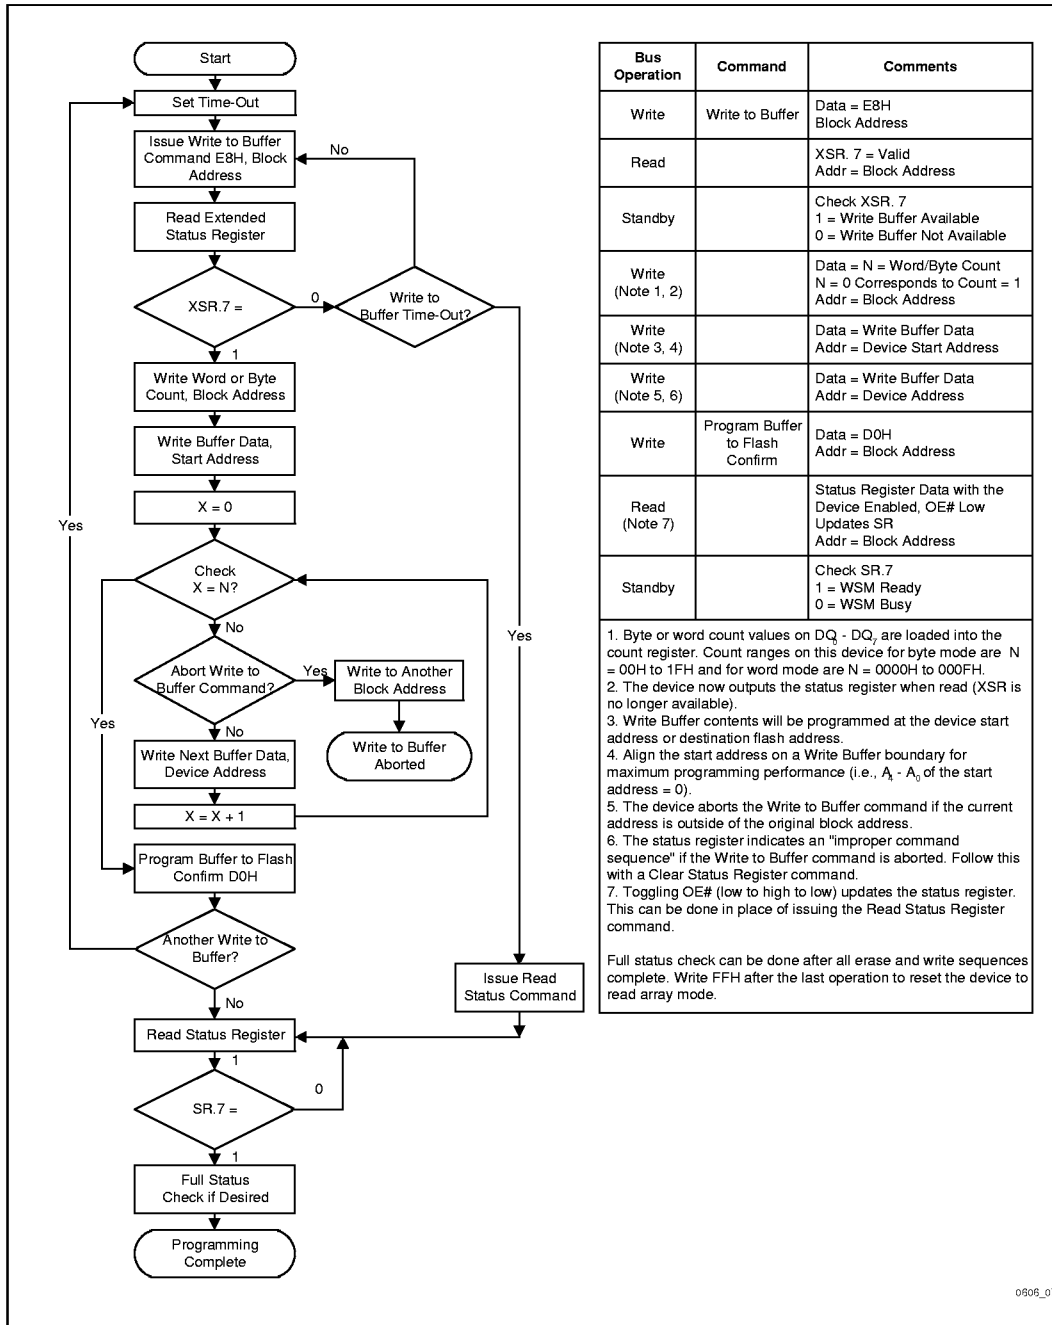 Start
Set Time-Out
Issue Write to Buffer
Command E8H, Block
Address
No
Read Extended
Status Register
XSR.7 =
0
Write to
Buffer Time-Out?
1
Write Word or Byte
Count, Block Address
Write Buffer Data,
Start Address
X = 0
Yes
Check
X = N?
No
Yes
Abort Write to
Buffer Command?
Yes
Write to Another
Block Address
Yes
No
Write to Buffer
Aborted
Write Next Buffer Data,
Device Address
X = X + 1
Program Buffer to Flash
Confirm D0H
Another Write to
Buffer?
Issue Read
Status Command
No
Read Status Register
1
0
SR.7 =
1
Full Status
Check if Desired
Programming
Complete
Bus
Operation
Command
Comments
Write
Write to Buffer
Data = E8H
Block Address
Read
XSR. 7 = Valid
Addr = Block Address
Standby
Check XSR. 7
1 = Write Buffer Available
0 = Write Buffer Not Available
Write
(Note 1, 2)
Data = N = Word/Byte Count
N = 0 Corresponds to Count = 1
Addr = Block Address
Write
(Note 3, 4)
Data = Write Buffer Data
Addr = Device Start Address
Write
(Note 5, 6)
Data = Write Buffer Data
Addr = Device Address
Write
Program Buffer
to Flash
Confirm
Data = D0H
Addr = Block Address
Read
(Note 7)
Status Register Data with the
Device Enabled, OE# Low
Updates SR
Addr = Block Address
Standby
Check SR.7
1 = WSM Ready
0 = WSM Busy
1. Byte or word count values on DQ0 - DQ7 are loaded into the
count register. Count ranges on this device for byte mode are N
= 00H to 1FH and for word mode are N = 0000H to 000FH.
2. The device now outputs the status register when read (XSR is
no longer available).
3. Write Buffer contents will be programmed at the device start
address or destination flash address.
4. Align the start address on a Write Buffer boundary for
maximum programming performance (i.e., A4 - A0 of the start
address = 0).
5. The device aborts the Write to Buffer command if the current
address is outside of the original block address.
6. The status register indicates an "improper command
sequence" if the Write to Buffer command is aborted. Follow this
with a Clear Status Register command.
7. Toggling OE# (low to high to low) updates the status register.
This can be done in place of issuing the Read Status Register
command.
Full status check can be done after all erase and write sequences
complete. Write FFH after the last operation to reset the device to
read array mode.